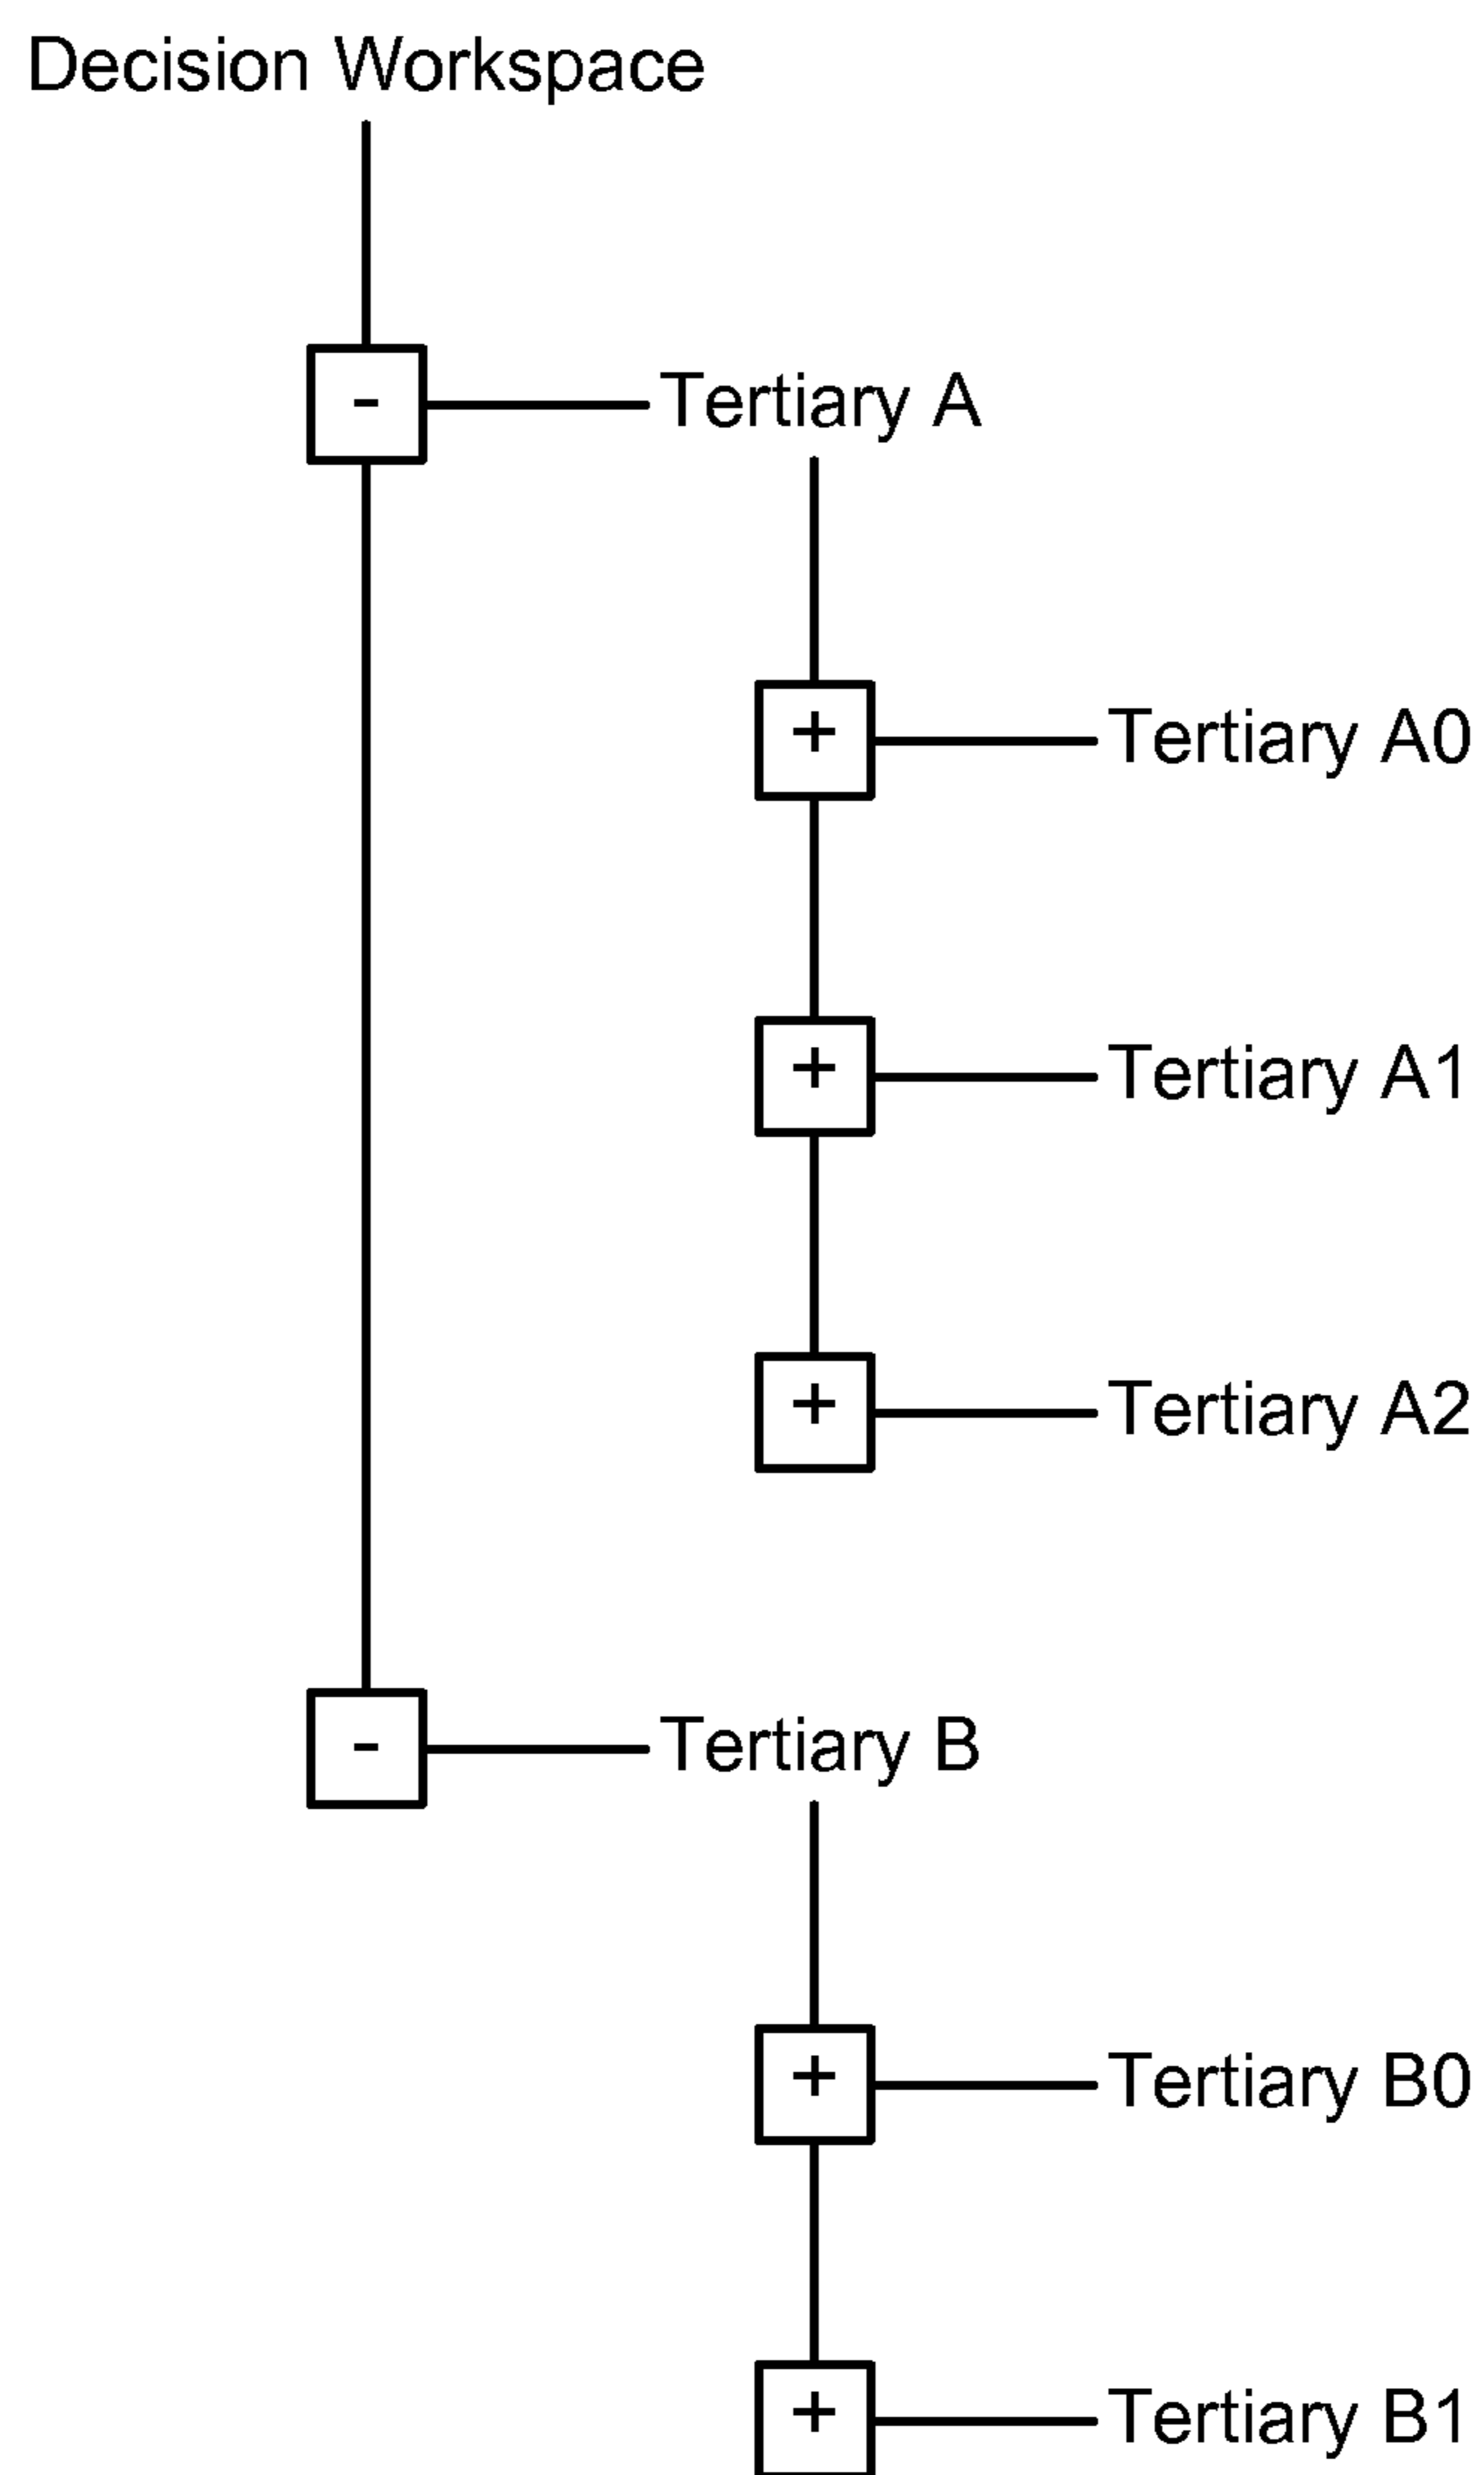 Decision Workspace
- Tertiary A
+ Tertiary A0
+ Tertiary A1
+ Tertiary A2
- Tertiary B
+ Tertiary B0
+ Tertiary B1